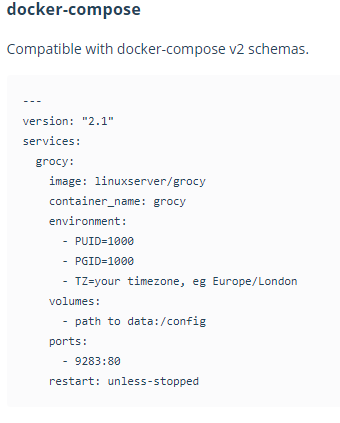 docker-compose
Compatible with docker-compose v2 schemas.
---
version: "2.1"
services:
  grocy:
    image: linuxserver/grocy
    container_name: grocy
    environment:
      - PUID=1000
      - PGID=1000
      - TZ=your timezone, eg Europe/London
    volumes:
      - path to data:/config
    ports:
      - 9283:80
    restart: unless-stopped